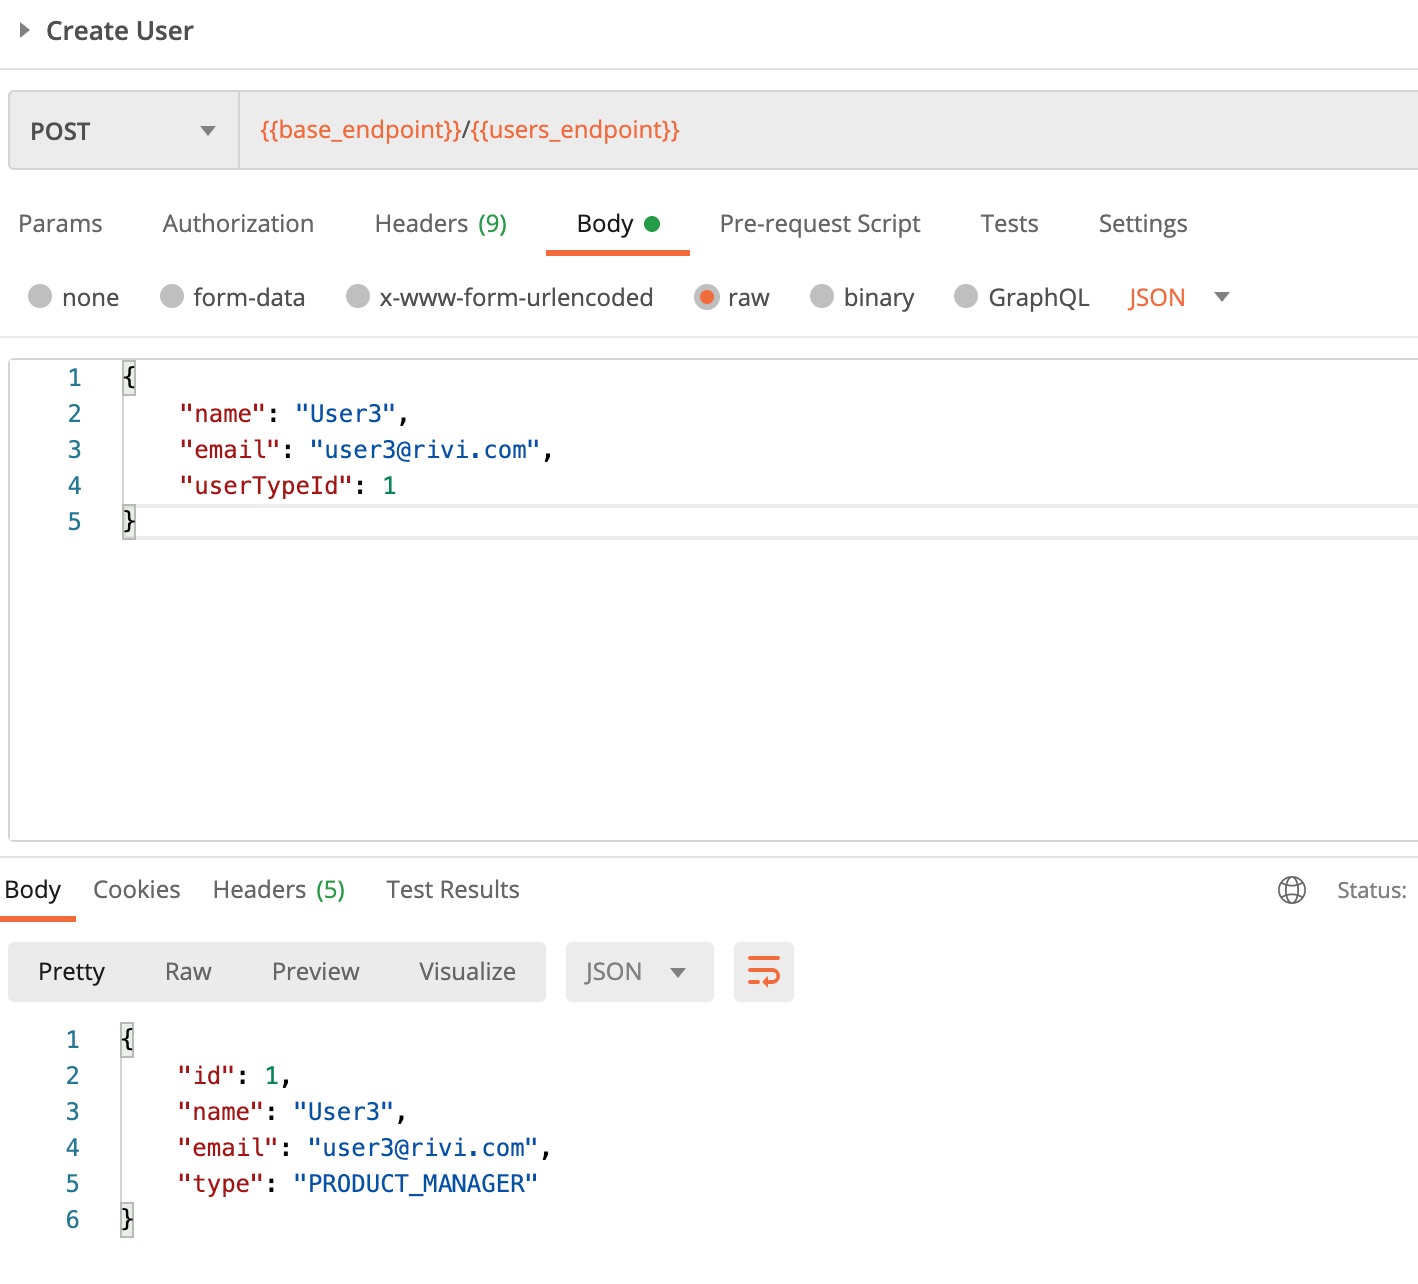 Create User
POST {{base_endpoint}}/{{users_endpoint}}
Params Authorization Headers (9) Body Pre-request Script Tests Settings
none form-data x-www-form-urlencoded raw binary GraphQL JSON
1 {
2 "name": "User3",
3 "email": "user3@rivi.com",
4 "userTypeId": 1
5 }
Body Cookies Headers (5) Test Results Status:
Pretty Raw Preview Visualize JSON
1 {
2 "id": 1,
3 "name": "User3",
4 "email": "user3@rivi.com",
5 "type": "PRODUCT_MANAGER"
6 }